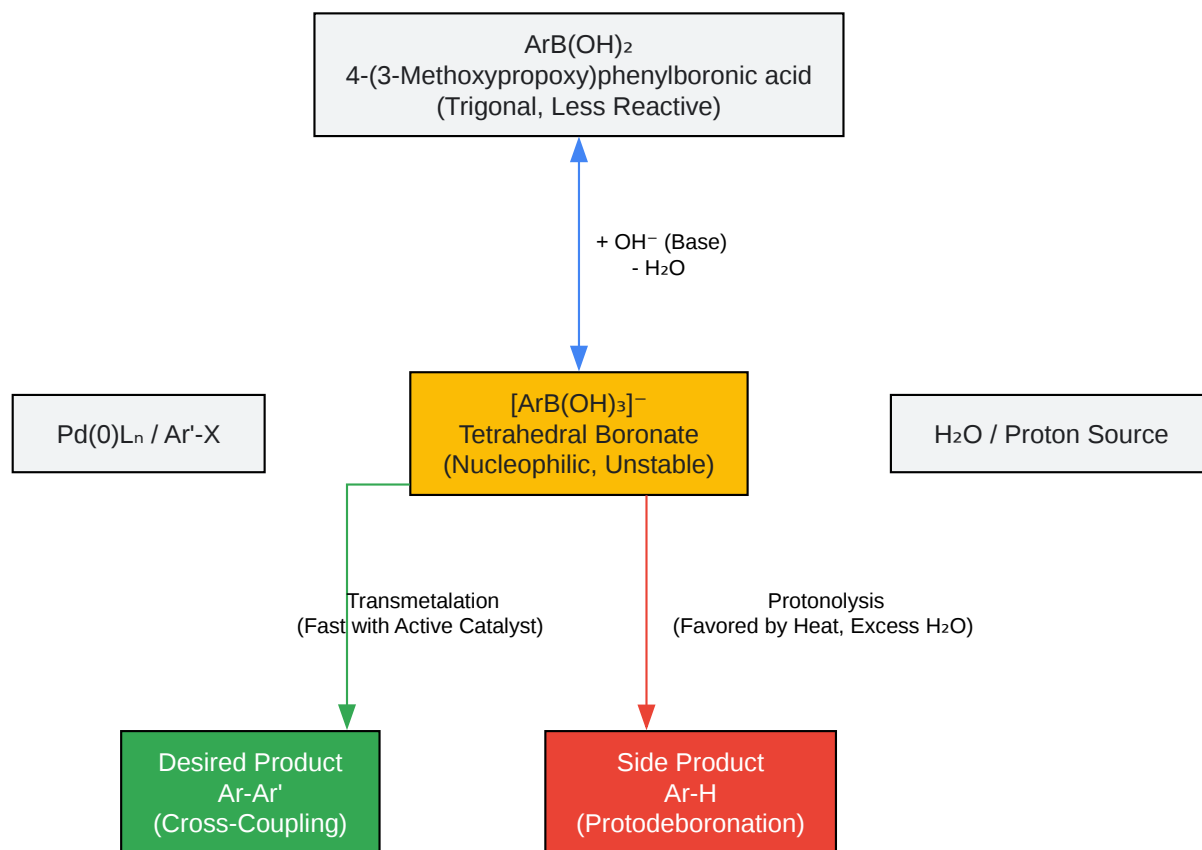 ArB(OH)₂
4-(3-Methoxypropoxy)phenylboronic acid
(Trigonal, Less Reactive)
+ OH⁻ (Base)
- H₂O
Pd(0)Lₙ / Ar'-X
[ArB(OH)₃]⁻
Tetrahedral Boronate
(Nucleophilic, Unstable)
H₂O / Proton Source
Transmetalation
(Fast with Active Catalyst)
Protonolysis
(Favored by Heat, Excess H₂O)
Desired Product
Ar-Ar'
(Cross-Coupling)
Side Product
Ar-H
(Protodeboronation)